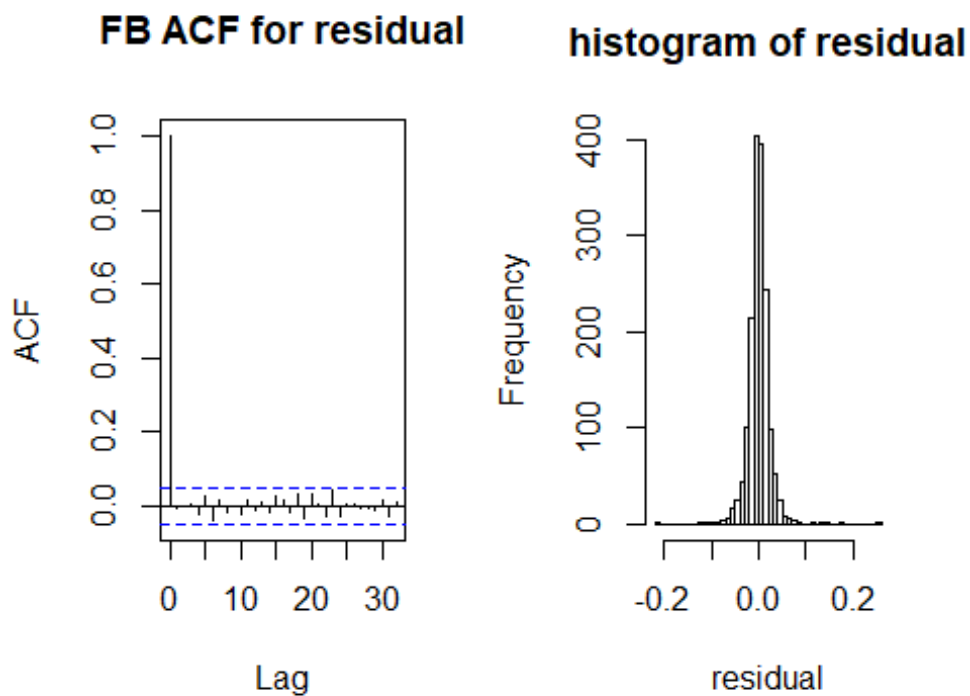 FB ACF for residual
ACF
1.0
0.8
0.6
0.4
0.2
0.0
0 10 20 30
Lag
histogram of residual
Frequency
400
300
200
100
0
-0.2 0.0 0.2
residual